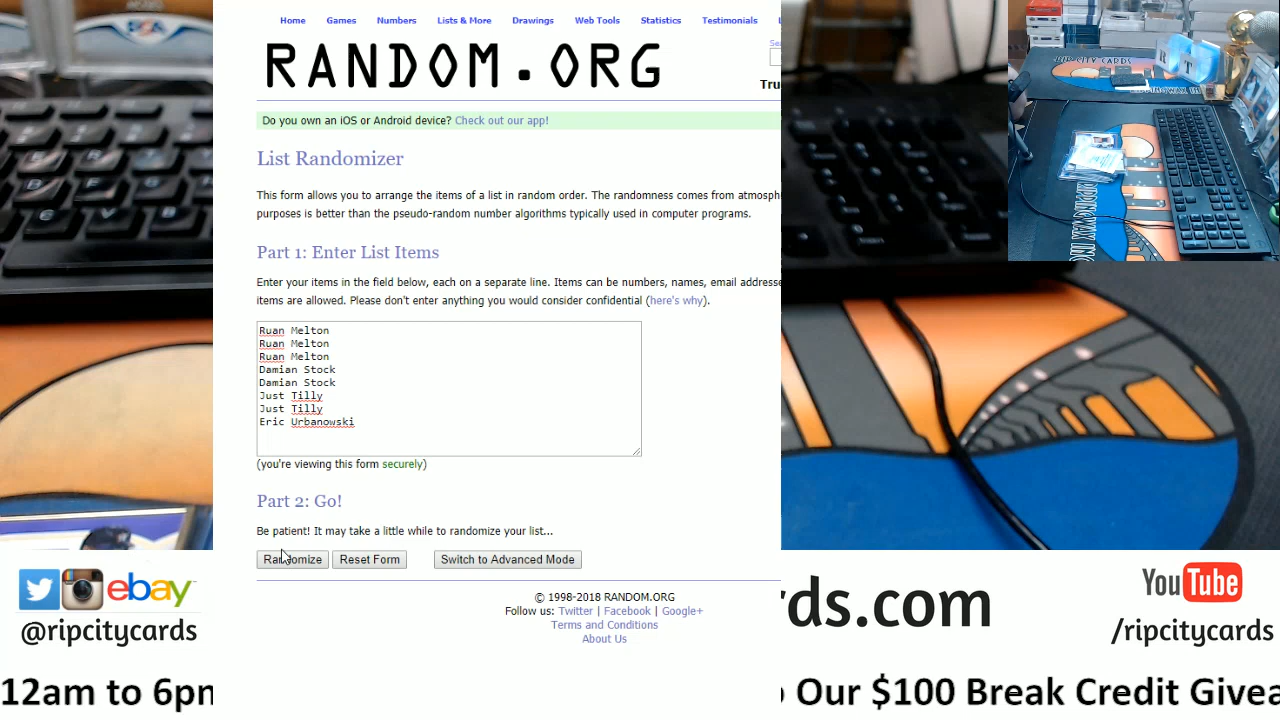 Home Games Numbers Lists & More Drawings Web Tools Statistics Testimonials
RANDOM.ORG
Tru
Do you own an iOS or Android device? Check out our app!
List Randomizer
This form allows you to arrange the items of a list in random order. The randomness comes from atmosph
purposes is better than the pseudo-random number algorithms typically used in computer programs.
Part 1: Enter List Items
Enter your items in the field below, each on a separate line. Items can be numbers, names, email addresse
items are allowed. Please don't enter anything you would consider confidential (here's why).
Ruan Melton
Ruan Melton
Ruan Melton
Damian Stock
Damian Stock
Just Tilly
Just Tilly
Eric Urbanowski
(you're viewing this form securely)
Part 2: Go!
Be patient! It may take a little while to randomize your list...
Randomize Reset Form Switch to Advanced Mode
© 1998-2018 RANDOM.ORG
Follow us: Twitter | Facebook | Google+
Terms and Conditions
About Us
RIP CITY CARDS
ebay
@ripcitycards
rds.com
YouTube
/ripcitycards
12am to 6pm
Our $100 Break Credit Givea